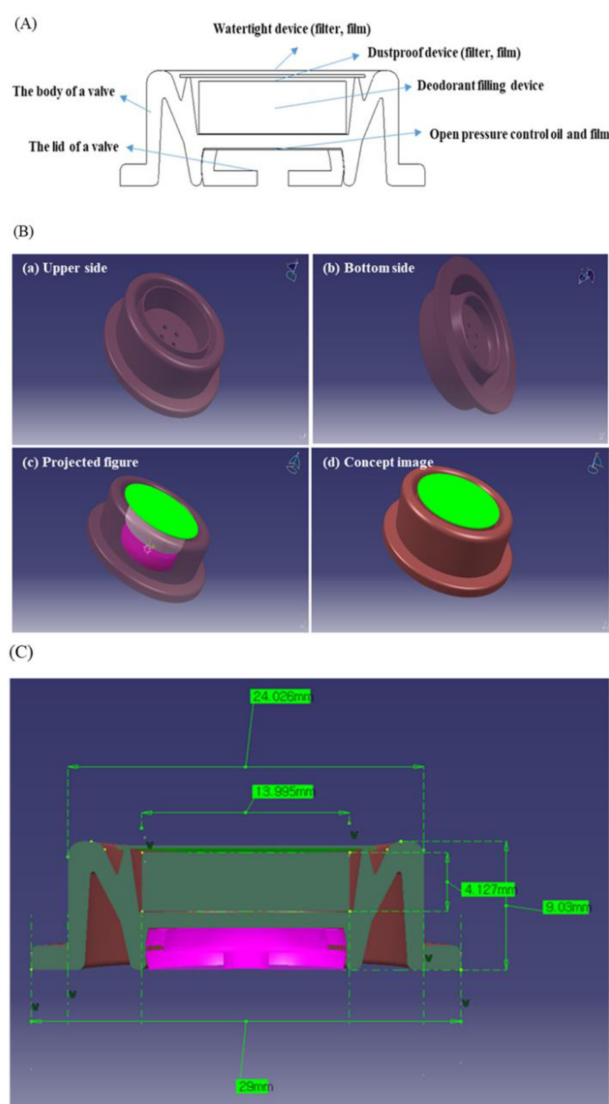 (A)
Watertight device (filter, film)
Dustproof device (filter, film)
The body of a valve
Deodorant filling device
The lid of a valve
Open pressure control oil and film
(B)
(a) Upper side
(b) Bottom side
(c) Projected figure
(d) Concept image
(C)
24.026mm
13.995mm
4.127mm
9.03mm
29mm